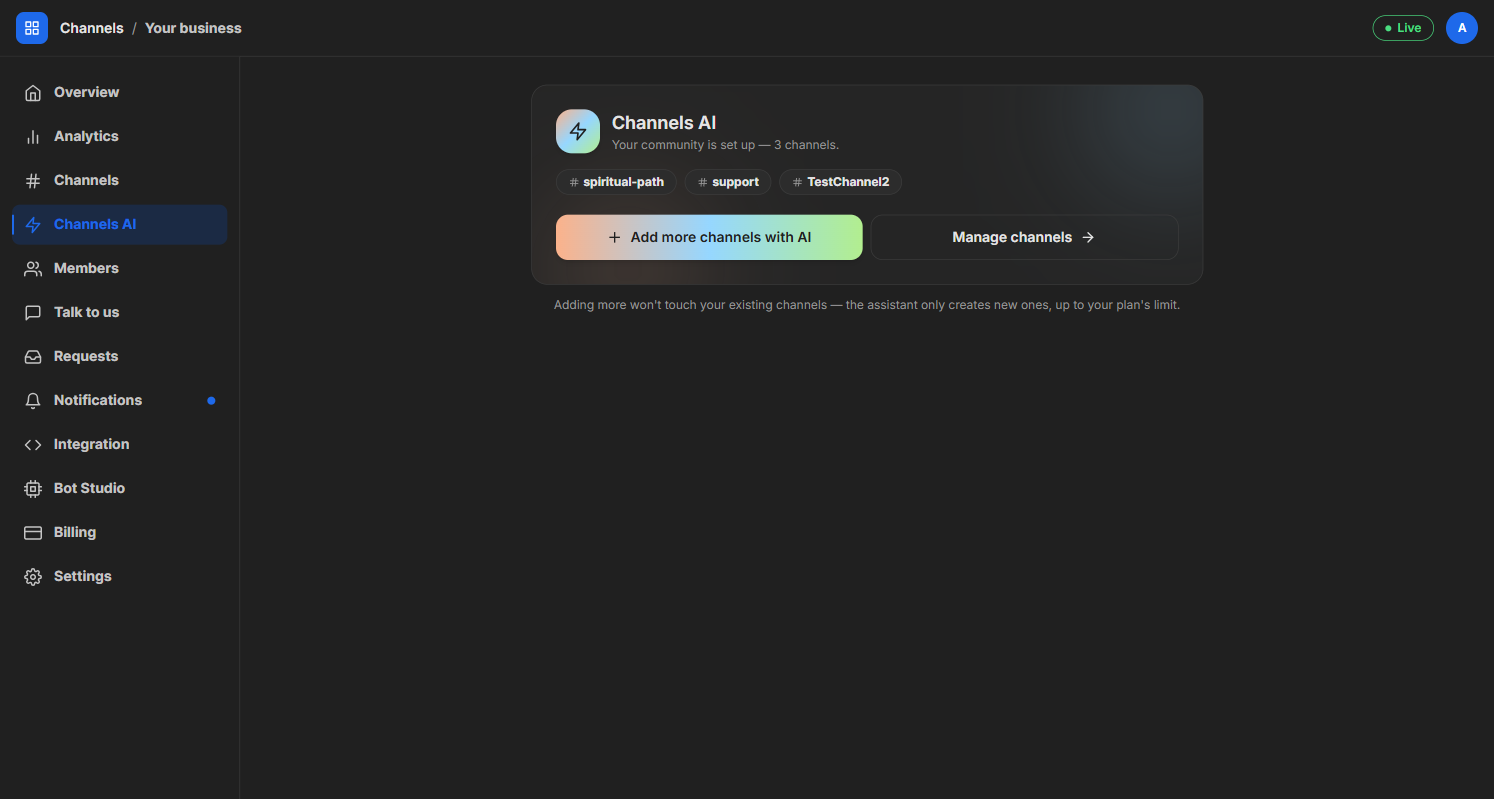 Channels / Your business
Live
A
Overview
Analytics
Channels
Channels AI
Members
Talk to us
Requests
Notifications
Integration
Bot Studio
Billing
Settings
Channels AI
Your community is set up — 3 channels.
# spiritual-path # support # TestChannel2
+ Add more channels with AI
Manage channels →
Adding more won't touch your existing channels — the assistant only creates new ones, up to your plan's limit.